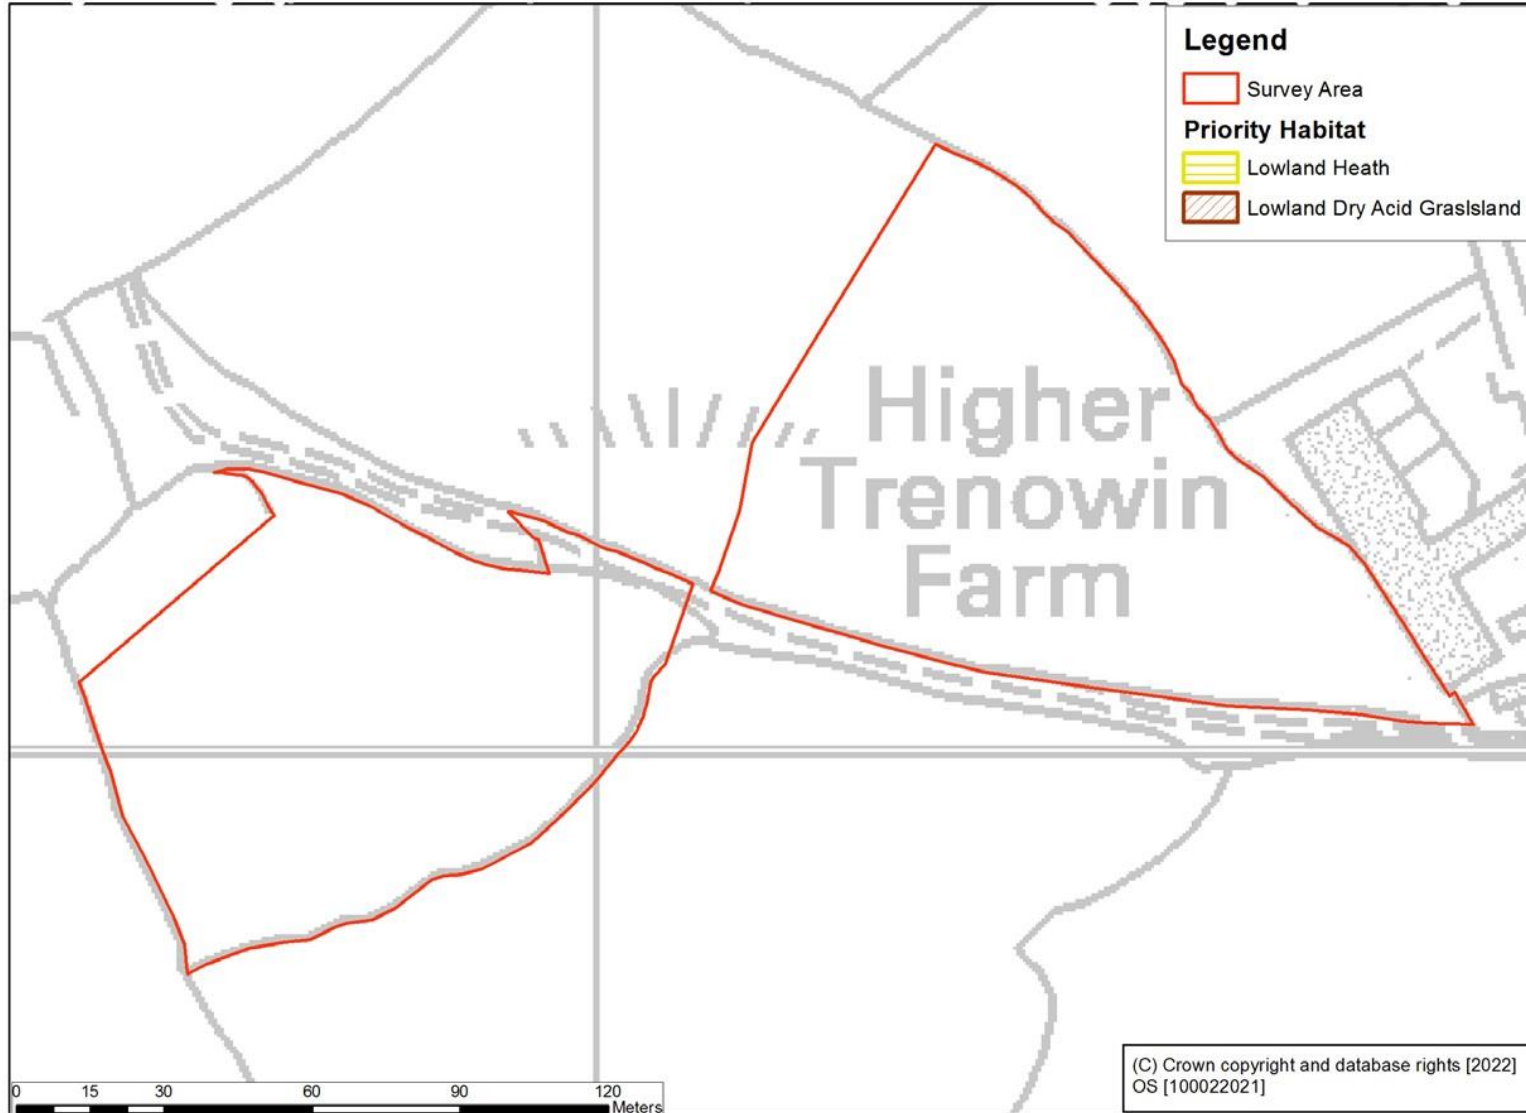 Legend
Survey Area
Priority Habitat
Lowland Heath
Lowland Dry Acid Graslsland
Higher
Trenowin
Farm
(C) Crown copyright and database rights [2022]
OS [100022021]
0 15 30 60 90 120
Meters